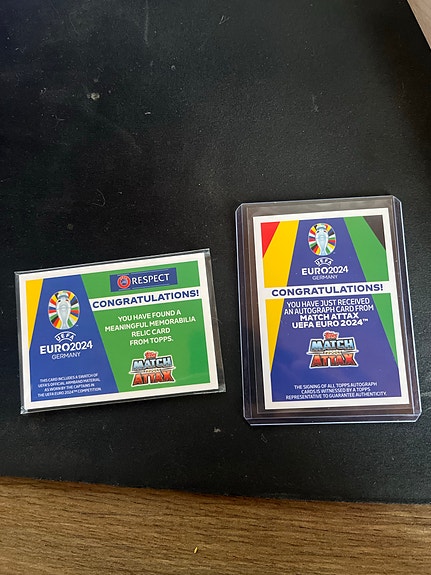 RESPECT
CONGRATULATIONS!
YOU HAVE FOUND A
MEANINGFUL MEMORABILIA
RELIC CARD
FROM TOPPS.
UEFA
EURO2024
GERMANY
Topps
MATCH
ATTAX
THIS CARD INCLUDES A SWATCH OF
UEFA'S OFFICIAL ARMBAND MATERIAL
AS WORN BY THE CAPTAINS IN
THE UEFA EURO 2024™ COMPETITION.
UEFA
EURO2024
GERMANY
CONGRATULATIONS!
YOU HAVE JUST RECEIVED
AN AUTOGRAPH CARD FROM
MATCH ATTAX
UEFA EURO 2024™
Topps
MATCH
ATTAX
THE SIGNING OF ALL TOPPS AUTOGRAPH
CARDS IS WITNESSED BY A TOPPS
REPRESENTATIVE TO GUARANTEE AUTHENTICITY.